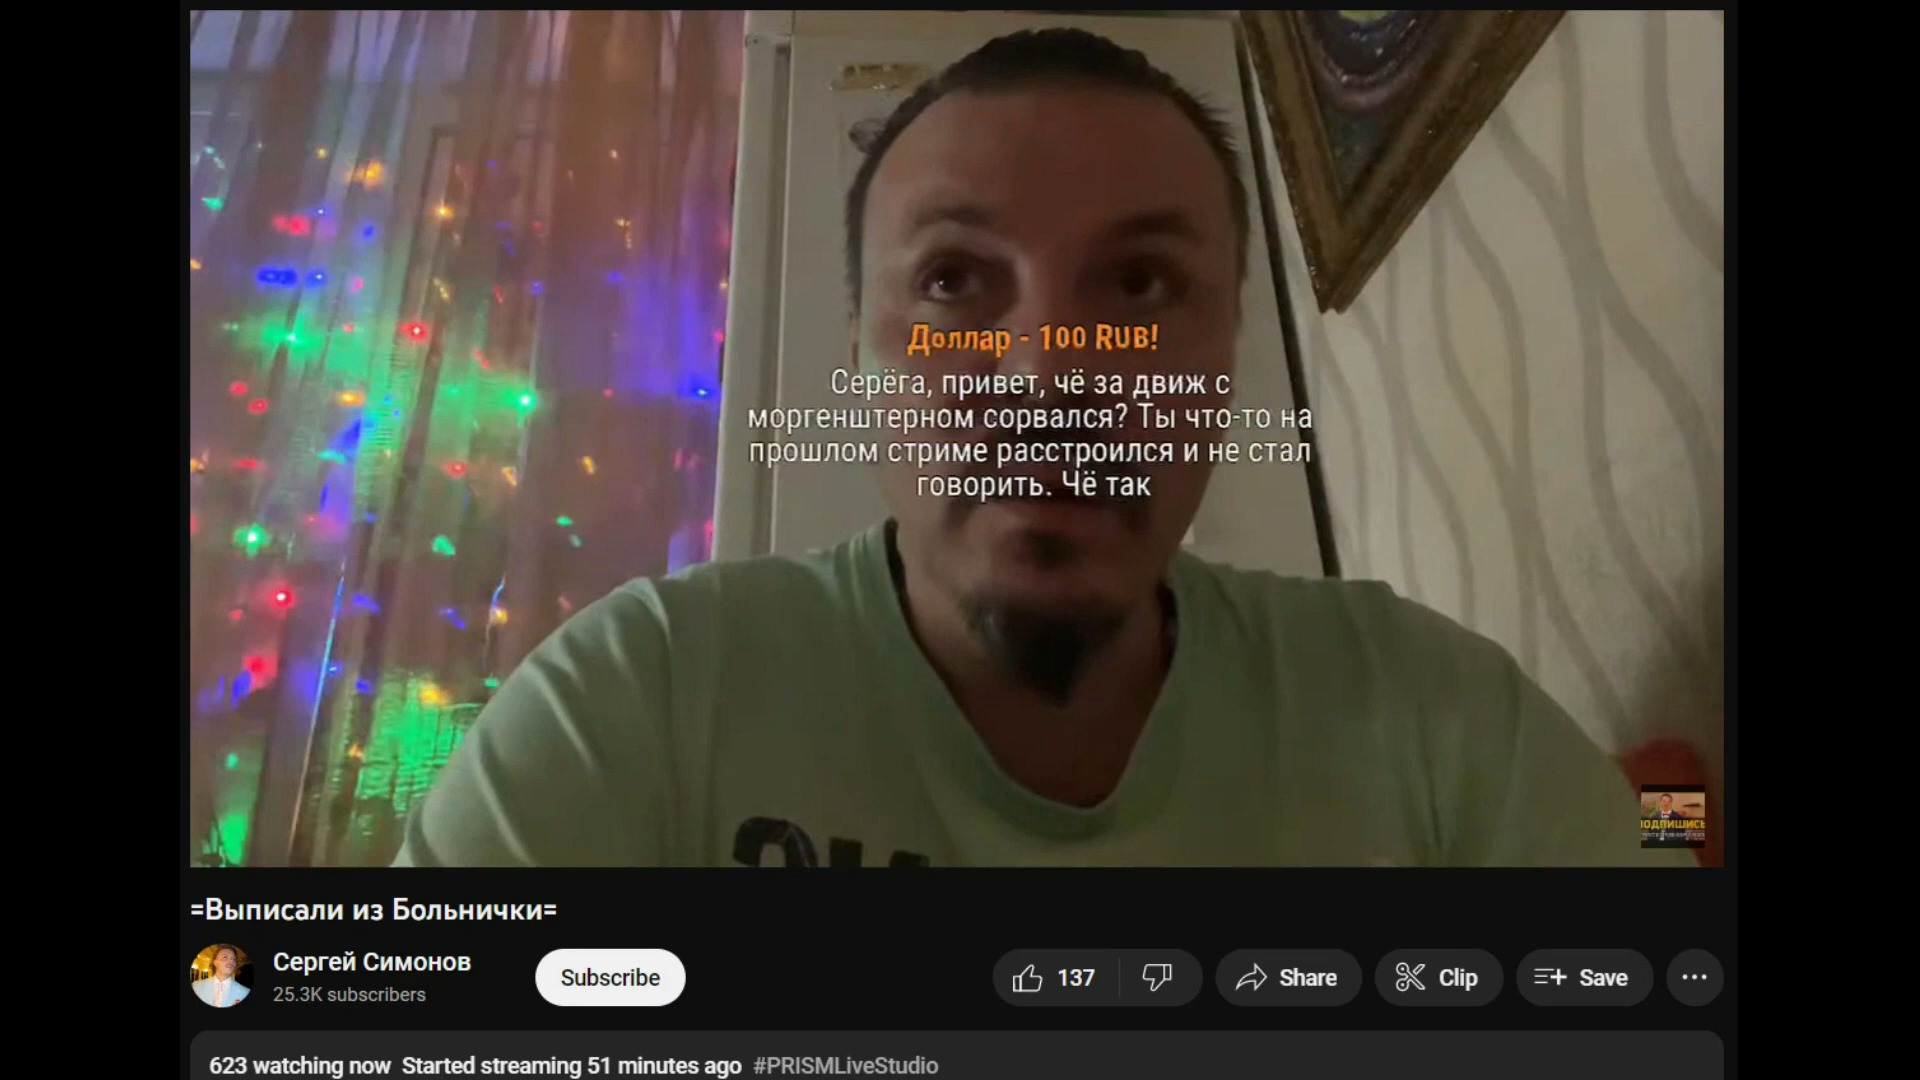 Доллар - 100 RUB!
Серёга, привет, чё за движ с
моргенштерном сорвался? Ты что-то на
прошлом стриме расстроился и не стал
говорить. Чё так
ПОДПИШИСЬ
=Выписали из Больнички=
Сергей Симонов
25.3K subscribers
Subscribe
137
Share
Clip
Save
623 watching now Started streaming 51 minutes ago #PRISMLiveStudio